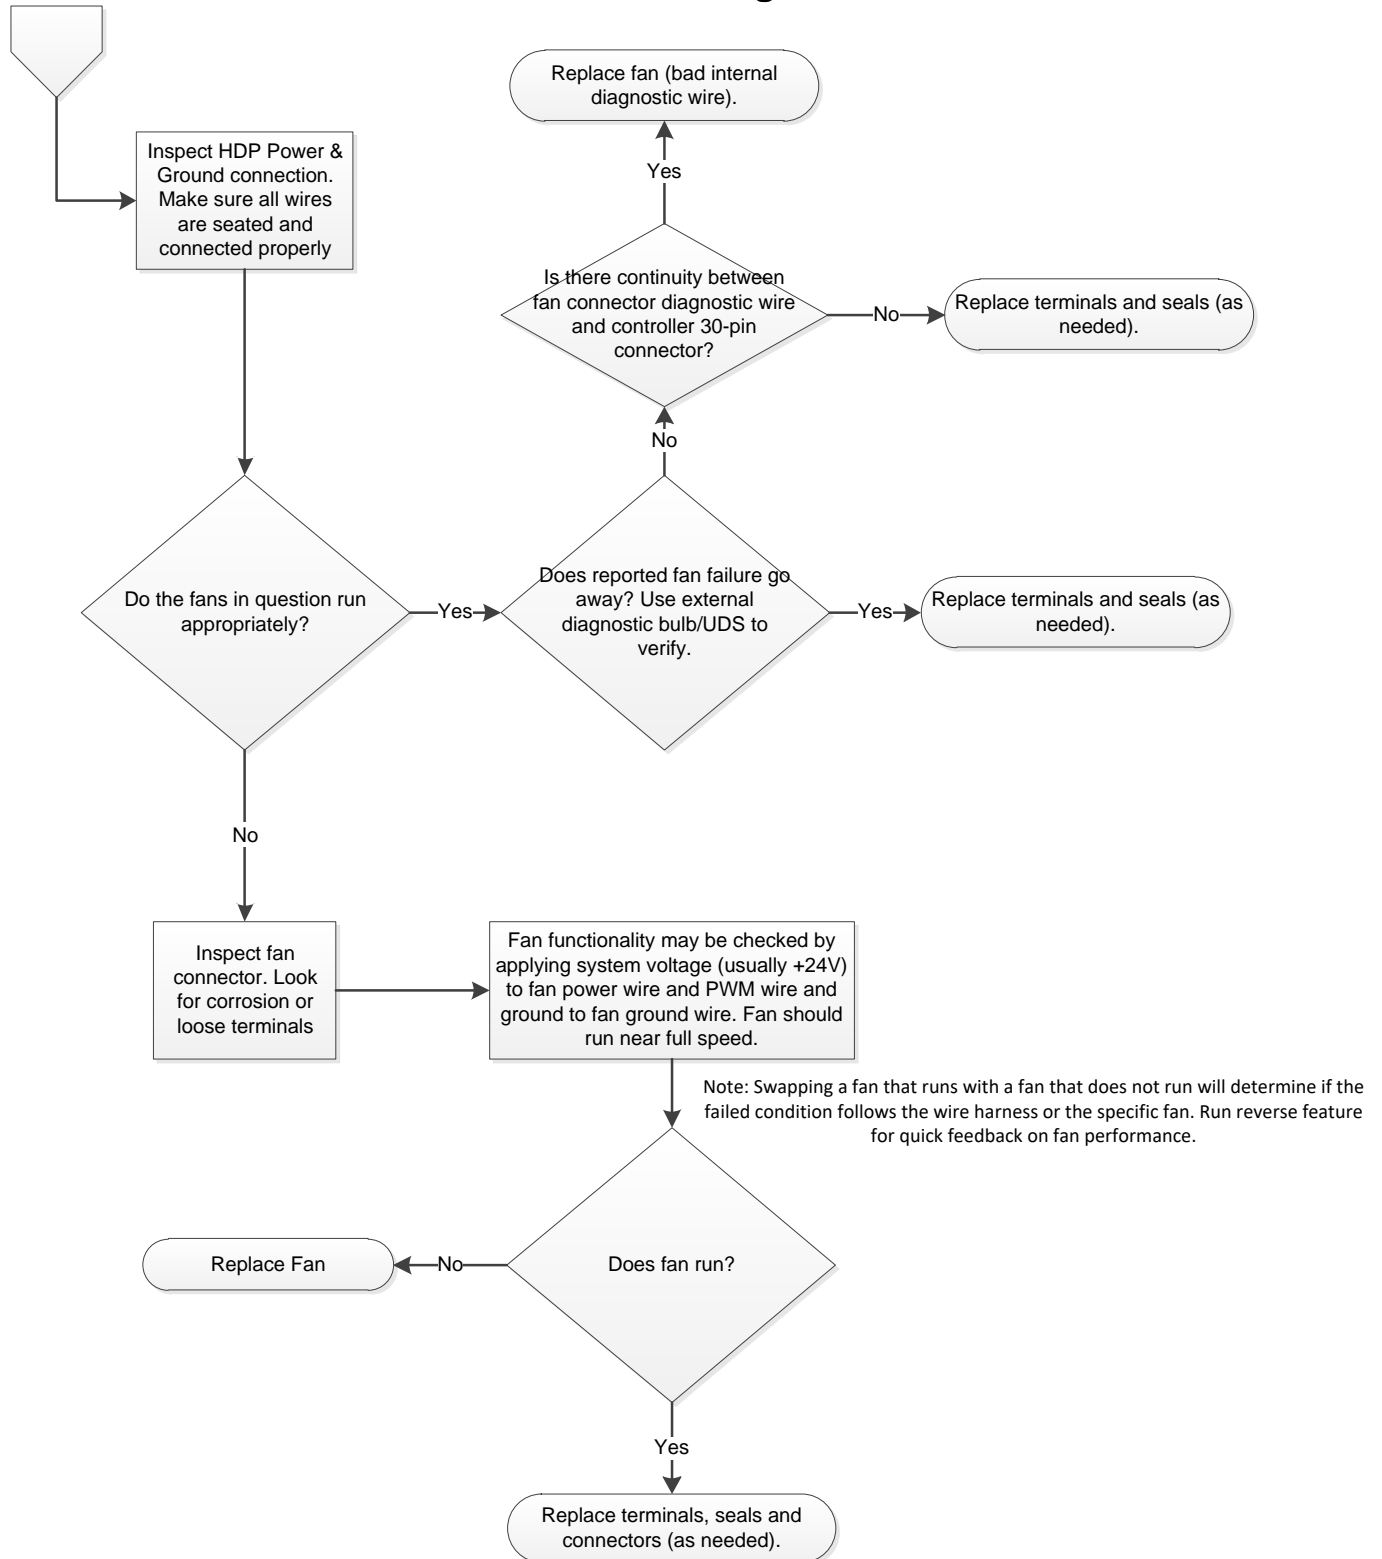 Replace fan (bad internal
diagnostic wire).
Yes
Inspect HDP Power &
Ground connection.
Make sure all wires
are seated and
connected properly
Is there continuity between
fan connector diagnostic wire
and controller 30-pin
connector?
No
Replace terminals and seals (as
needed).
No
Do the fans in question run
appropriately?
Yes
Does reported fan failure go
away? Use external
diagnostic bulb/UDS to
verify.
Yes
Replace terminals and seals (as
needed).
No
Inspect fan
connector. Look
for corrosion or
loose terminals
Fan functionality may be checked by
applying system voltage (usually +24V)
to fan power wire and PWM wire and
ground to fan ground wire. Fan should
run near full speed.
Note: Swapping a fan that runs with a fan that does not run will determine if the
failed condition follows the wire harness or the specific fan. Run reverse feature
for quick feedback on fan performance.
Replace Fan
No
Does fan run?
Yes
Replace terminals, seals and
connectors (as needed).